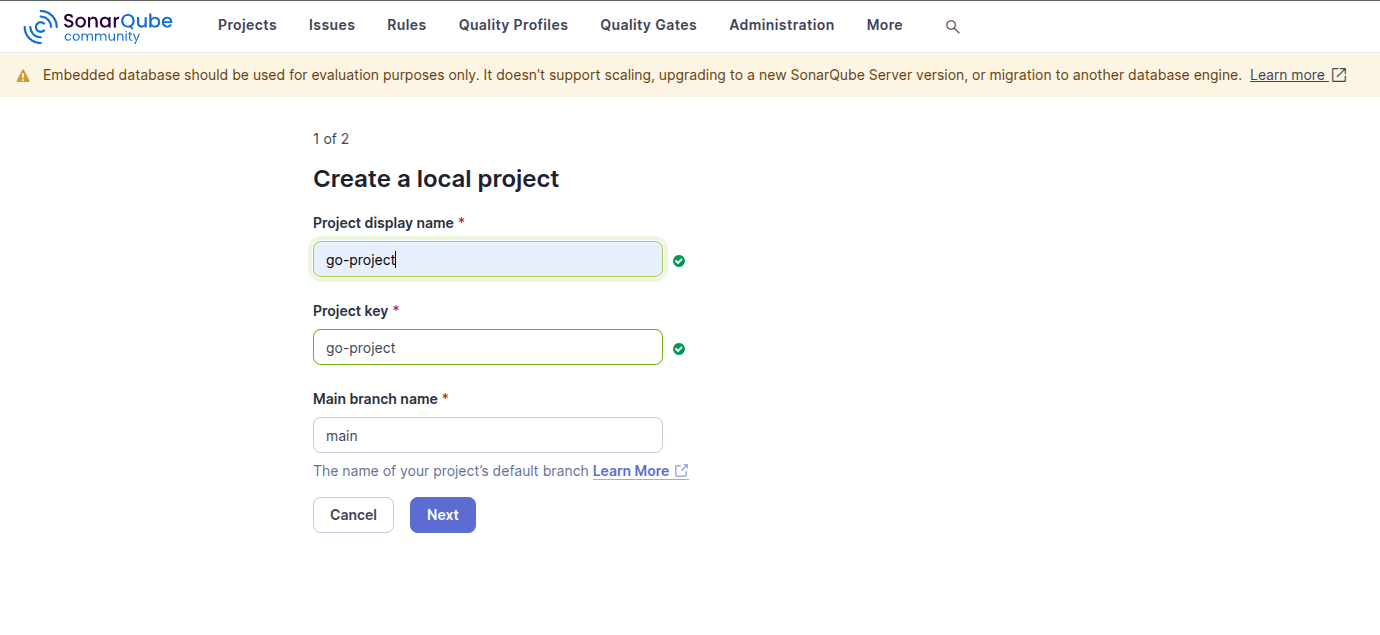 SonarQube community Projects Issues Rules Quality Profiles Quality Gates Administration More
Embedded database should be used for evaluation purposes only. It doesn't support scaling, upgrading to a new SonarQube Server version, or migration to another database engine. Learn more
1 of 2
Create a local project
Project display name *
go-project
Project key *
go-project
Main branch name *
main
The name of your project’s default branch Learn More
Cancel Next